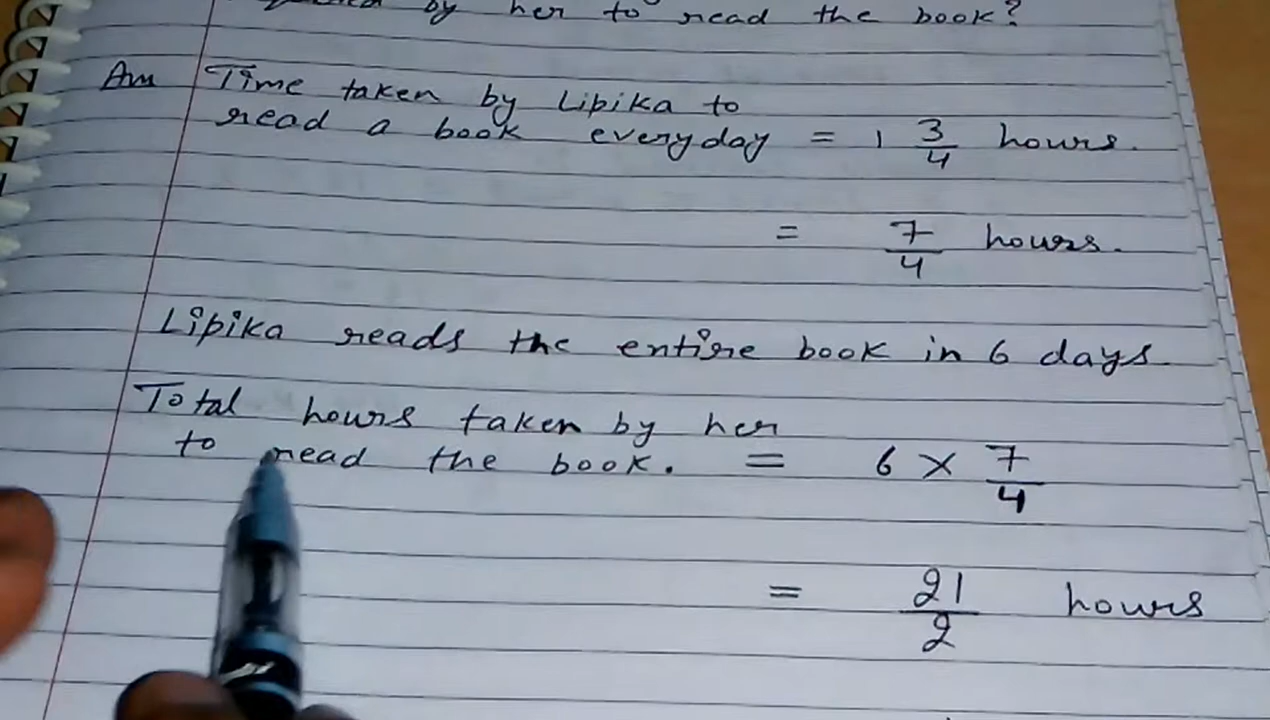 by her to read the book?
Ans Time taken by Lipika to
read a book everyday = 1 3/4 hours.
= 7/4 hours.
Lipika reads the entire book in 6 days
Total hours taken by her
to read the book. = 6 × 7/4
= 21/2 hours